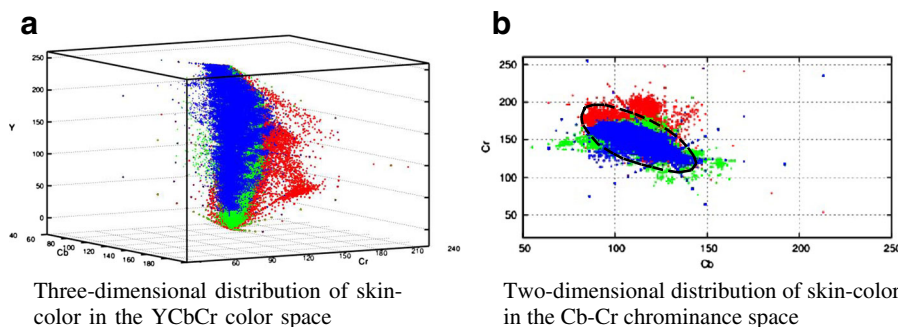 a
Y
250
200
150
100
50
0
40
60
80
100
120
140
160
180
Cb
60
90
120
150
180
210
240
Cr
Three-dimensional distribution of skin-
color in the YCbCr color space
b
Cr
250
200
150
100
50
50
100
150
200
250
Cb
Two-dimensional distribution of skin-color
in the Cb-Cr chrominance space